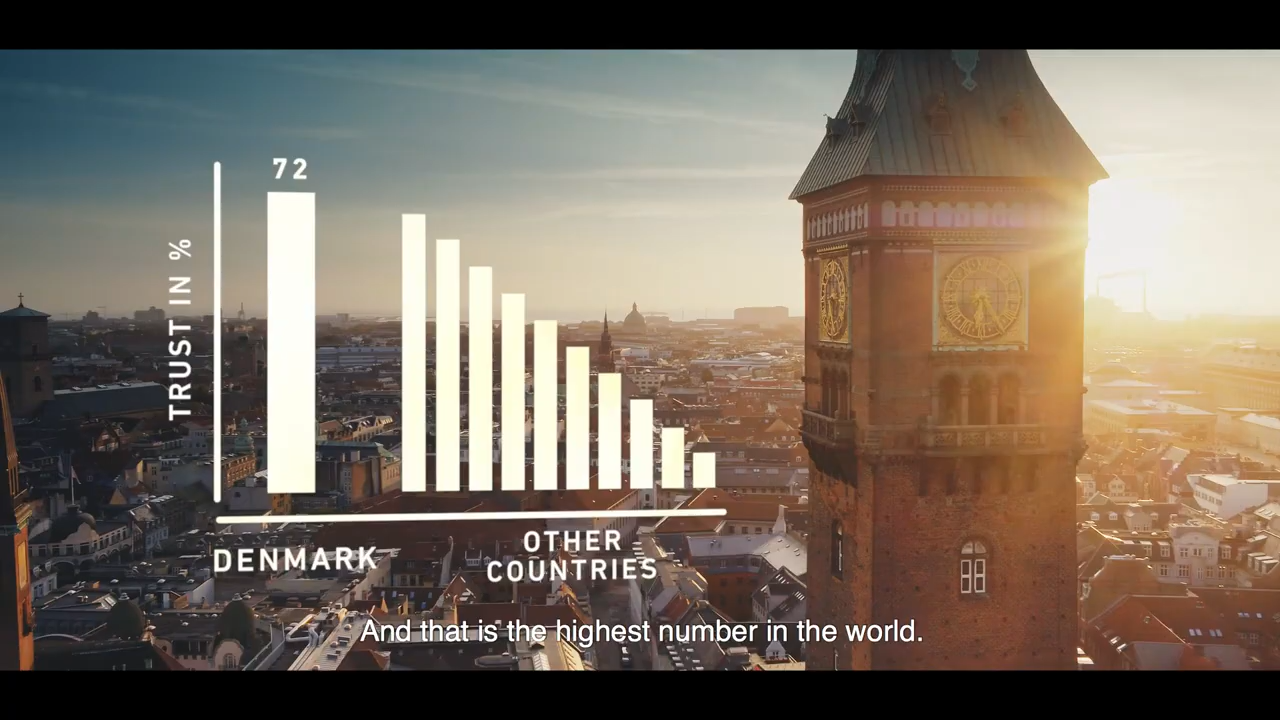 72
TRUST IN %
DENMARK
OTHER
COUNTRIES
And that is the highest number in the world.